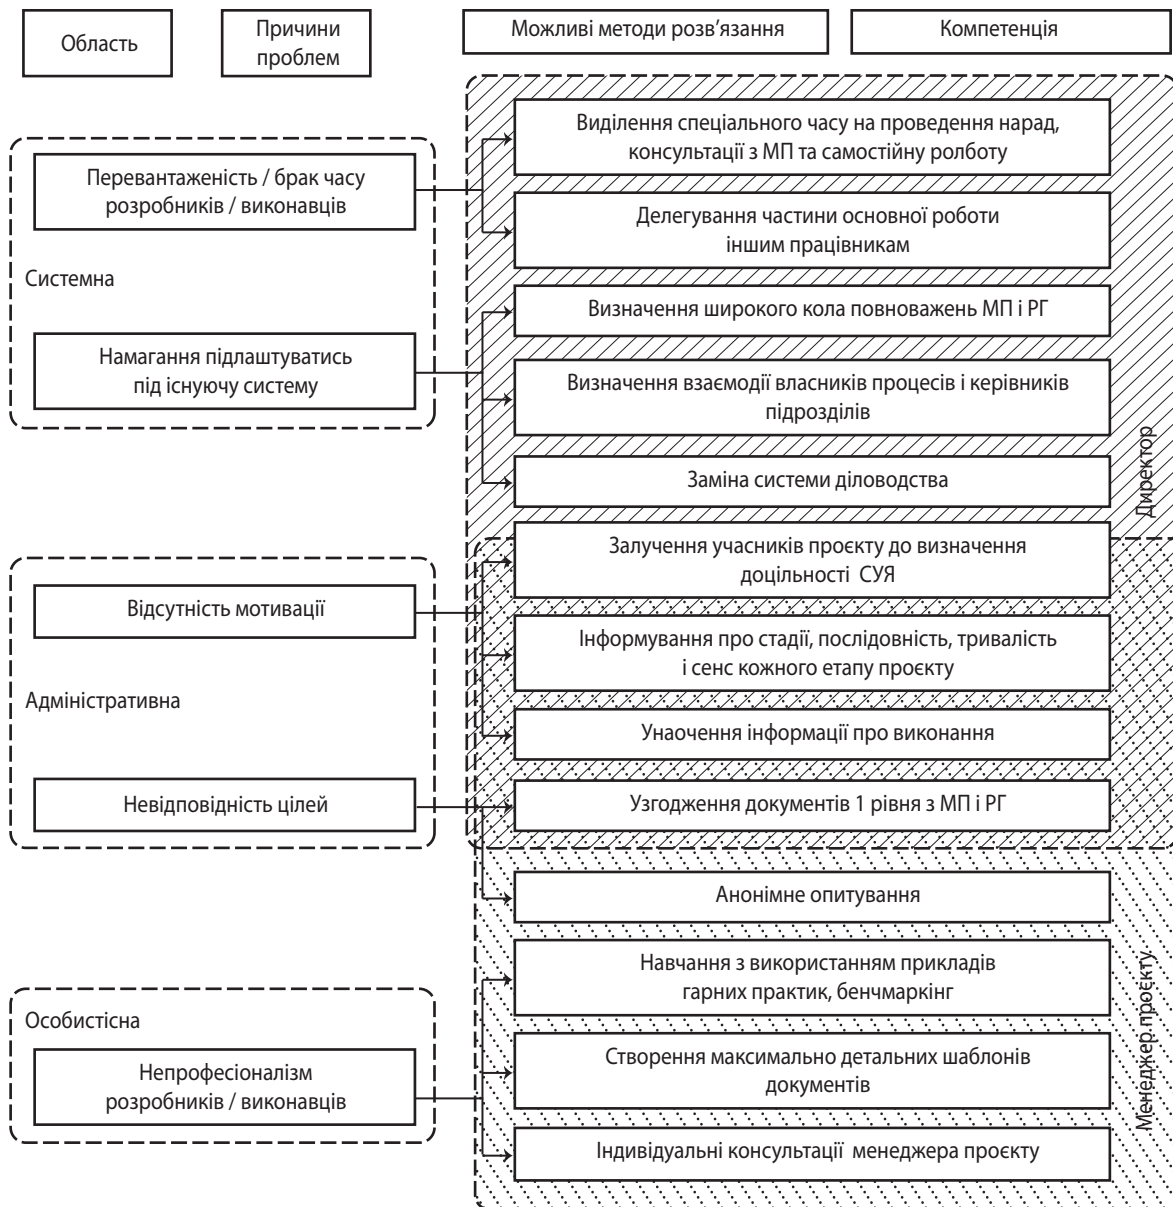 Область
Причини
проблем
Можливі методи розв'язання
Компетенція
Перевантаженість / брак часу
розробників / виконавців
Системна
Намагання підлаштуватись
під існуючу систему
Виділення спеціального часу на проведення нарад,
консультації з МП та самостійну ролботу
Делегування частини основної роботи
іншим працівникам
Визначення широкого кола повноважень МП і РГ
Визначення взаємодії власників процесів і керівників
підрозділів
Заміна системи діловодства
Директор
Відсутність мотивації
Адміністративна
Невідповідність цілей
Залучення учасників проєкту до визначення
доцільності СУЯ
Інформування про стадії, послідовність, тривалість
і сенс кожного етапу проєкту
Унаочення інформації про виконання
Узгодження документів 1 рівня з МП і РГ
Анонімне опитування
Особистісна
Непрофесіоналізм
розробників / виконавців
Навчання з використанням прикладів
гарних практик, бенчмаркінг
Створення максимально детальних шаблонів
документів
Індивідуальні консультації менеджера проєкту
Менеджер проєкту